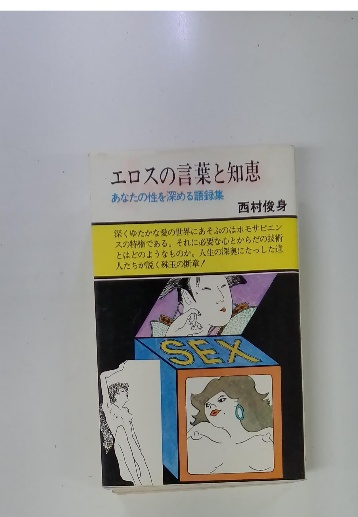 エロスの言葉と知恵
あなたの性を深める語録集
西村俊身
深くゆたかな愛の世界にあそぶのはホモサピエン
スの特権である。それに必要な心とからだの技術
とはどのようなものか。人生の深奥にたっした達
人たちが説く珠玉の断章!
SEX